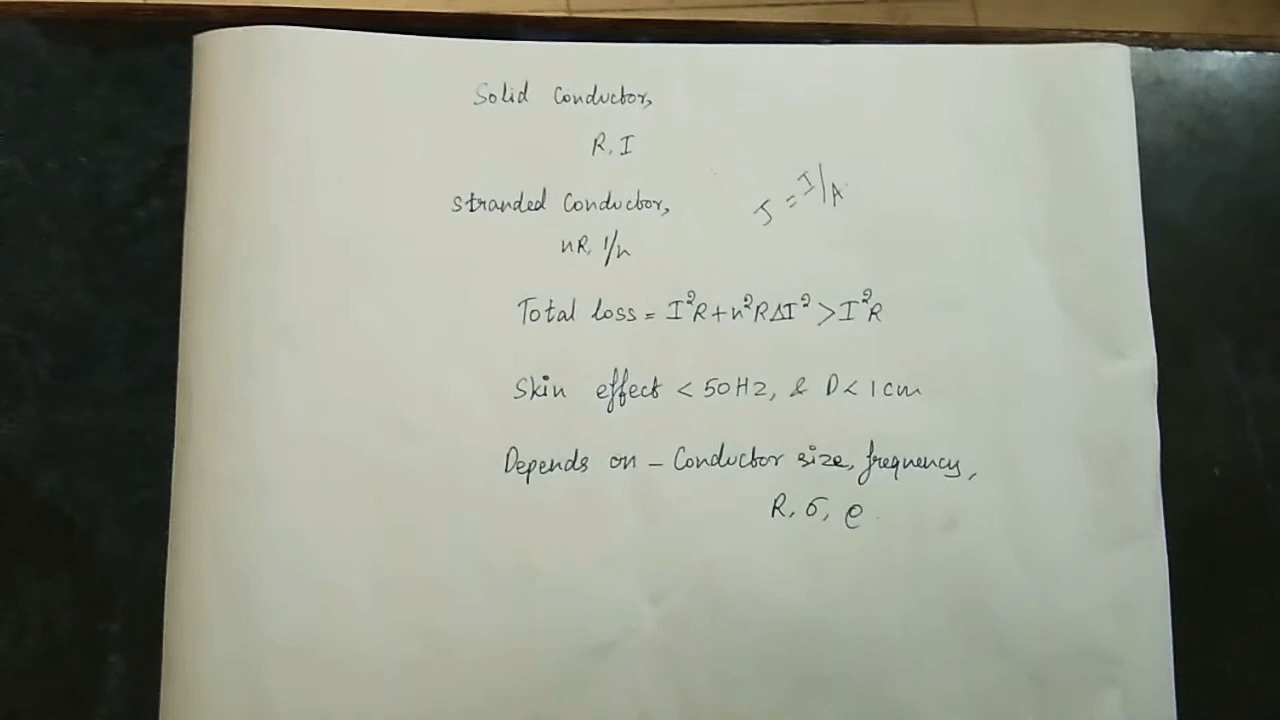 Solid Conductor,
R, I
Stranded Conductor,
J = I/A
nR, 1/n
Total loss = I²R + n²RΔI² > I²R
Skin effect < 50Hz, & D < 1cm
Depends on – Conductor size, frequency,
R, σ, ρ